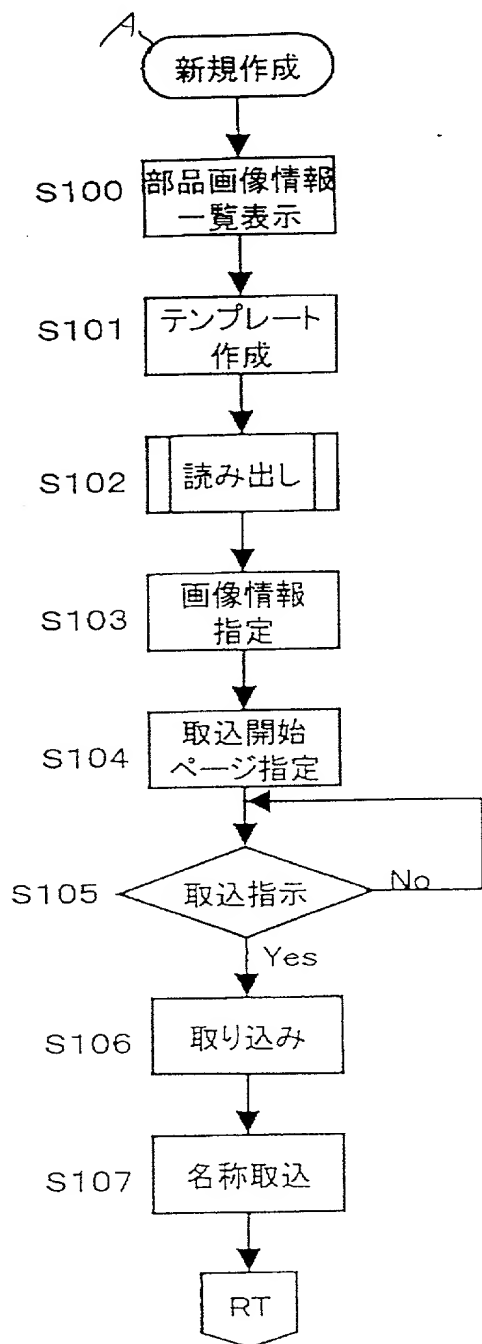 A
新規作成
S100
部品画像情報
一覧表示
S101
テンプレート
作成
S102
読み出し
S103
画像情報
指定
S104
取込開始
ページ指定
S105
取込指示
No
Yes
S106
取り込み
S107
名称取込
RT